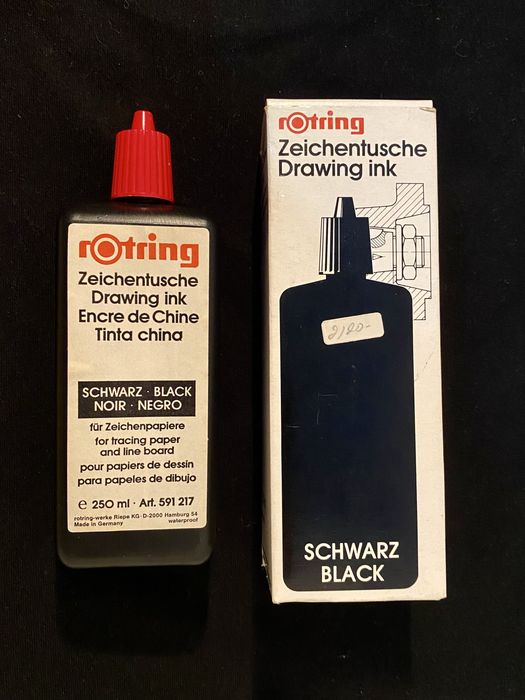 rotring
Zeichentusche
Drawing ink
Encre de Chine
Tinta china
SCHWARZ · BLACK
NOIR · NEGRO
für Zeichenpapiere
for tracing paper
and line board
pour papiers de dessin
para papeles de dibujo
e 250 ml · Art. 591 217
rotring-werke Riepe KG · D-2000 Hamburg 54
Made in Germany waterproof
rotring
Zeichentusche
Drawing ink
SCHWARZ
BLACK